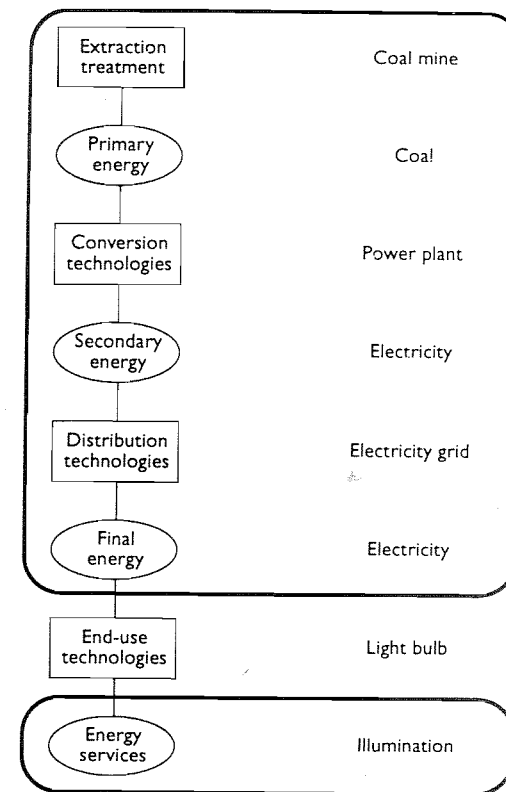 Extraction
treatment
Coal mine
Primary
energy
Coal
Conversion
technologies
Power plant
Secondary
energy
Electricity
Distribution
technologies
Electricity grid
Final
energy
Electricity
End-use
technologies
Light bulb
Energy
services
Illumination